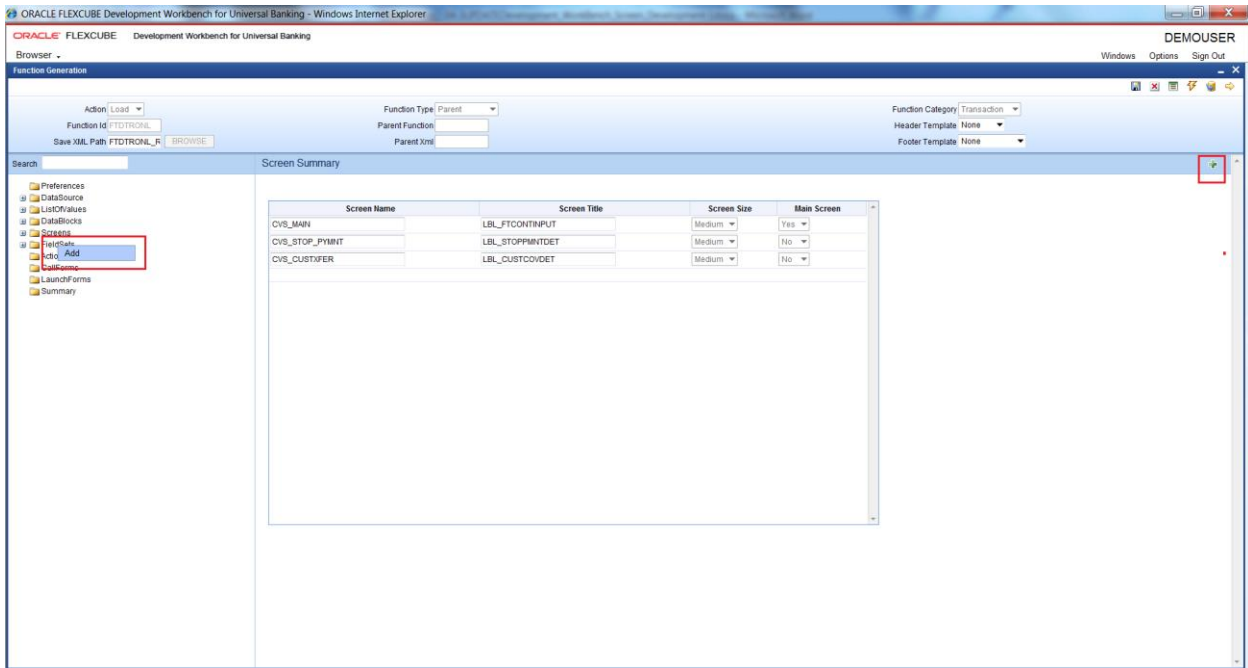 ORACLE FLEXCUBE Development Workbench for Universal Banking - Windows Internet Explorer
ORACLE FLEXCUBE Development Workbench for Universal Banking DEMOUSER
Browser Windows Options Sign Out
Function Generation
Action Load Function Type Parent Function Category Transaction
Function Id FTDTRONL Parent Function Header Template None
Save XML Path FTDTRONL_R BROWSE Parent Xml Footer Template None
Search Screen Summary
Preferences
DataSource
ListOfValues
DataBlocks
Screens
FieldSets
Actio
Add
CallForms
LaunchForms
Summary
Screen Name Screen Title Screen Size Main Screen
CVS_MAIN LBL_FTCONTINPUT Medium Yes
CVS_STOP_PYMNT LBL_STOPPMNTDET Medium No
CVS_CUSTXFER LBL_CUSTCOVDET Medium No